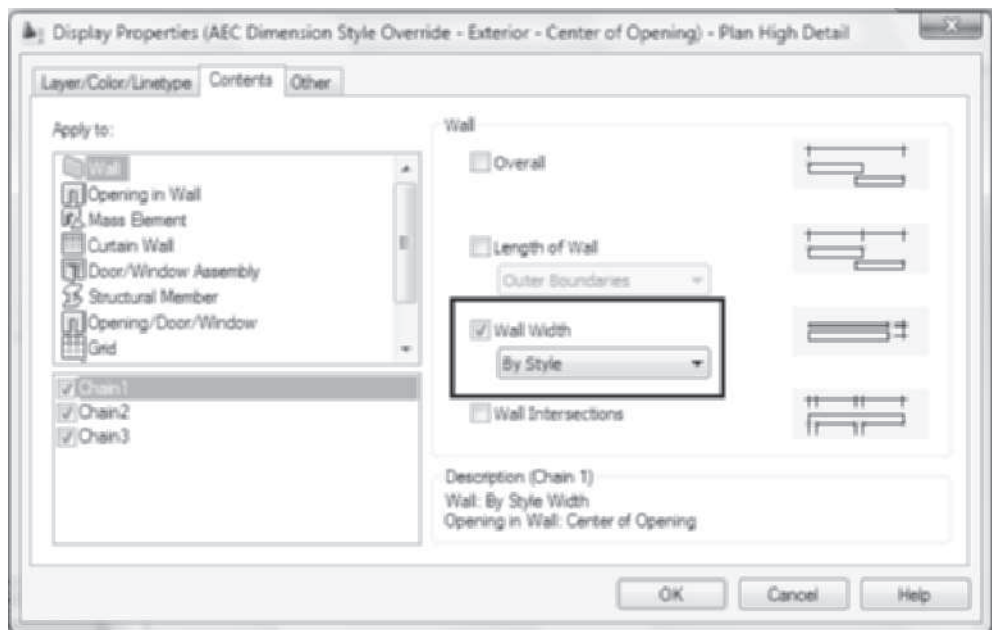 Display Properties (AEC Dimension Style Override - Exterior - Center of Opening) - Plan High Detail
Layer/Color/Linetype Contents Other
Apply to:
Wall
Opening in Wall
Mass Element
Curtain Wall
Door/Window Assembly
Structural Member
Opening/Door/Window
Grid
Chain1
Chain2
Chain3
Wall
Overall
Length of Wall
Outer Boundaries
Wall Width
By Style
Wall Intersections
Description (Chain 1)
Wall: By Style Width
Opening in Wall: Center of Opening
OK Cancel Help